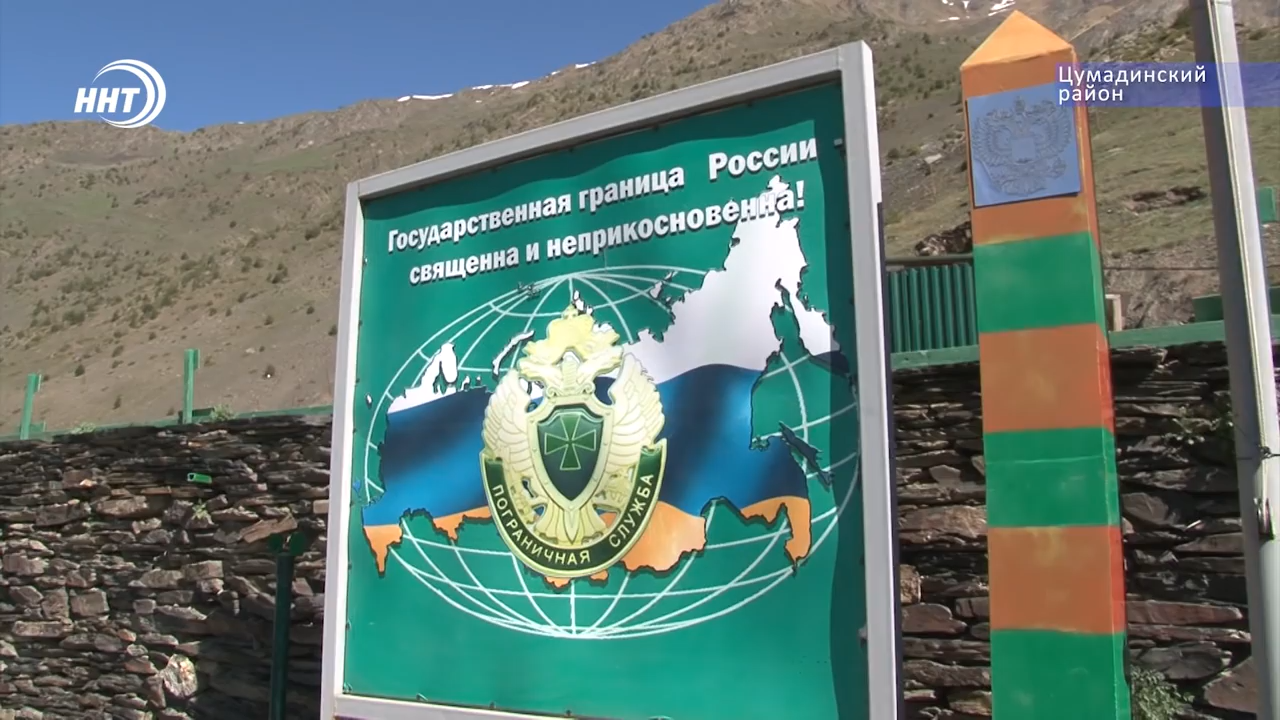 ННТ
Цумадинский
район
Государственная граница России
священна и неприкосновенна!
ПОГРАНИЧНАЯ СЛУЖБА